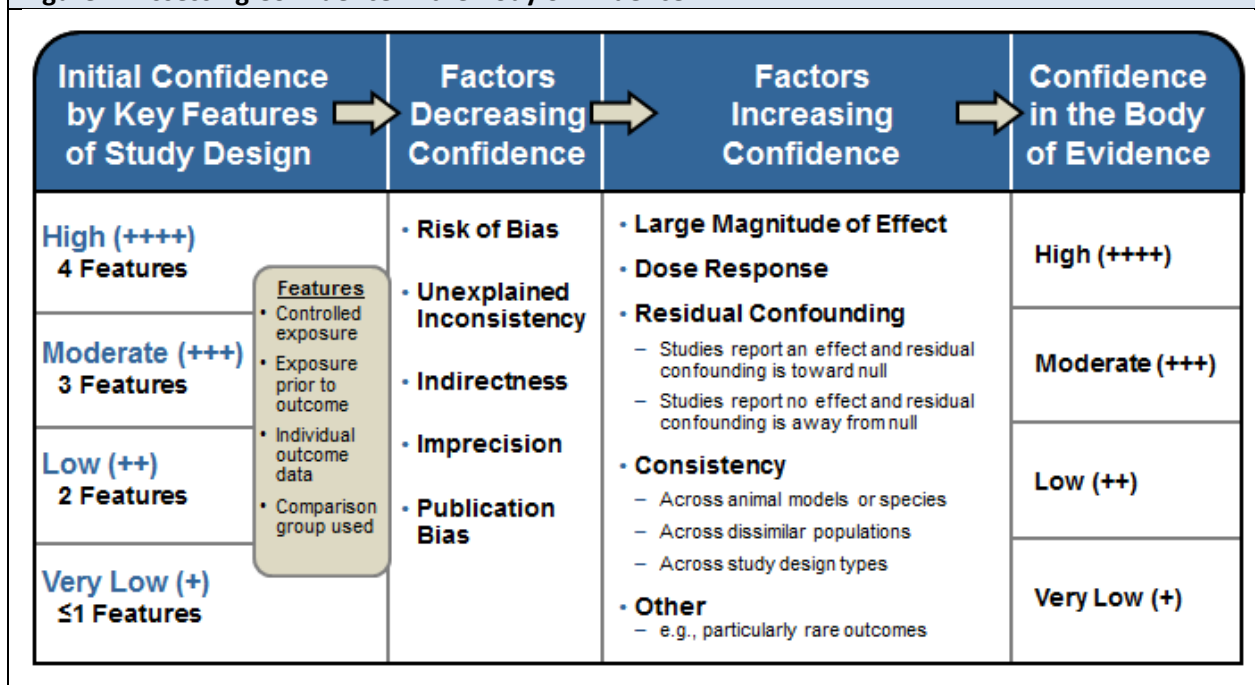 Initial Confidence
by Key Features
of Study Design
Factors
Decreasing
Confidence
Factors
Increasing
Confidence
Confidence
in the Body
of Evidence
High (++++)
4 Features
Moderate (+++)
3 Features
Low (++)
2 Features
Very Low (+)
≤1 Features
Features
• Controlled
exposure
• Exposure
prior to
outcome
• Individual
outcome
data
• Comparison
group used
• Risk of Bias
• Unexplained
Inconsistency
• Indirectness
• Imprecision
• Publication
Bias
• Large Magnitude of Effect
• Dose Response
• Residual Confounding
– Studies report an effect and residual
confounding is toward null
– Studies report no effect and residual
confounding is away from null
• Consistency
– Across animal models or species
– Across dissimilar populations
– Across study design types
• Other
– e.g., particularly rare outcomes
High (++++)
Moderate (+++)
Low (++)
Very Low (+)